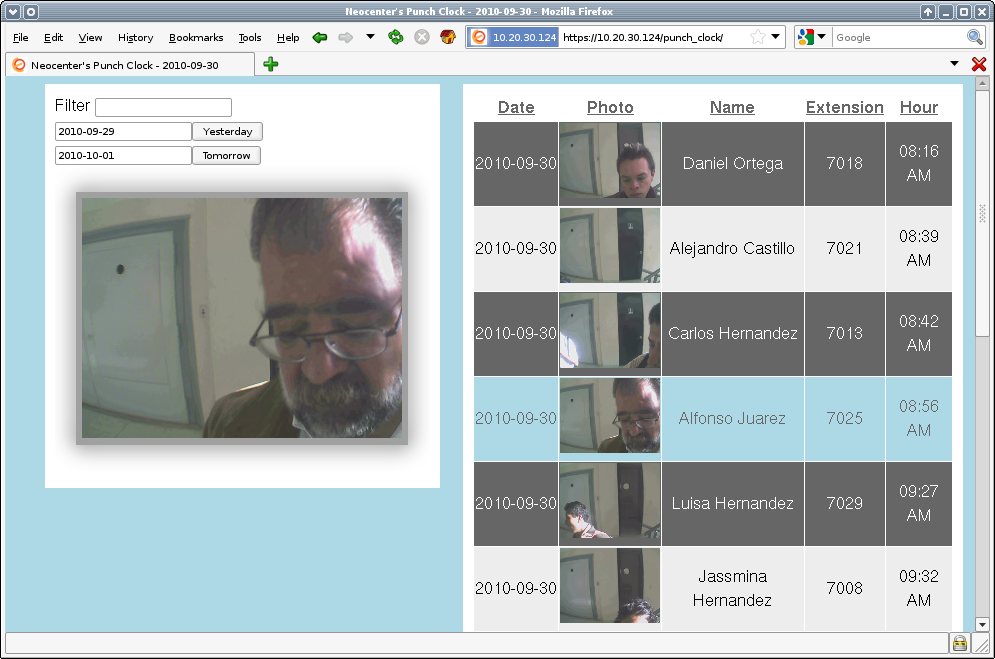 Neocenter's Punch Clock - 2010-09-30 - Mozilla Firefox
File Edit View History Bookmarks Tools Help
10.20.30.124 https://10.20.30.124/punch_clock/
Google
Neocenter's Punch Clock - 2010-09-30
Filter
2010-09-29 Yesterday
2010-10-01 Tomorrow
Date Photo Name Extension Hour
2010-09-30 Daniel Ortega 7018 08:16
AM
2010-09-30 Alejandro Castillo 7021 08:39
AM
2010-09-30 Carlos Hernandez 7013 08:42
AM
2010-09-30 Alfonso Juarez 7025 08:56
AM
2010-09-30 Luisa Hernandez 7029 09:27
AM
2010-09-30 Jassmina
Hernandez 7008 09:32
AM